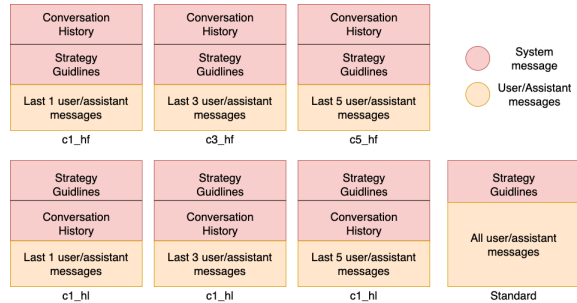 Conversation
History
Strategy
Guidlines
Last 1 user/assistant
messages
c1_hf
Conversation
History
Strategy
Guidlines
Last 3 user/assistant
messages
c3_hf
Conversation
History
Strategy
Guidlines
Last 5 user/assistant
messages
c5_hf
System
message
User/Assistant
messages
Strategy
Guidlines
Conversation
History
Last 1 user/assistant
messages
c1_hl
Strategy
Guidlines
Conversation
History
Last 3 user/assistant
messages
c1_hl
Strategy
Guidlines
Conversation
History
Last 5 user/assistant
messages
c1_hl
Strategy
Guidlines
All user/assistant
messages
Standard